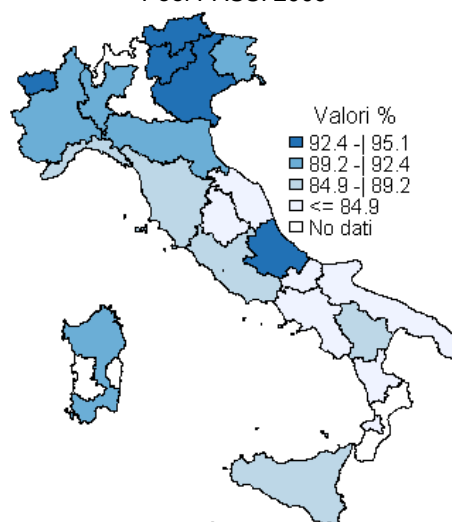 Valori %
92.4 -| 95.1
89.2 -| 92.4
84.9 -| 89.2
<= 84.9
No dati